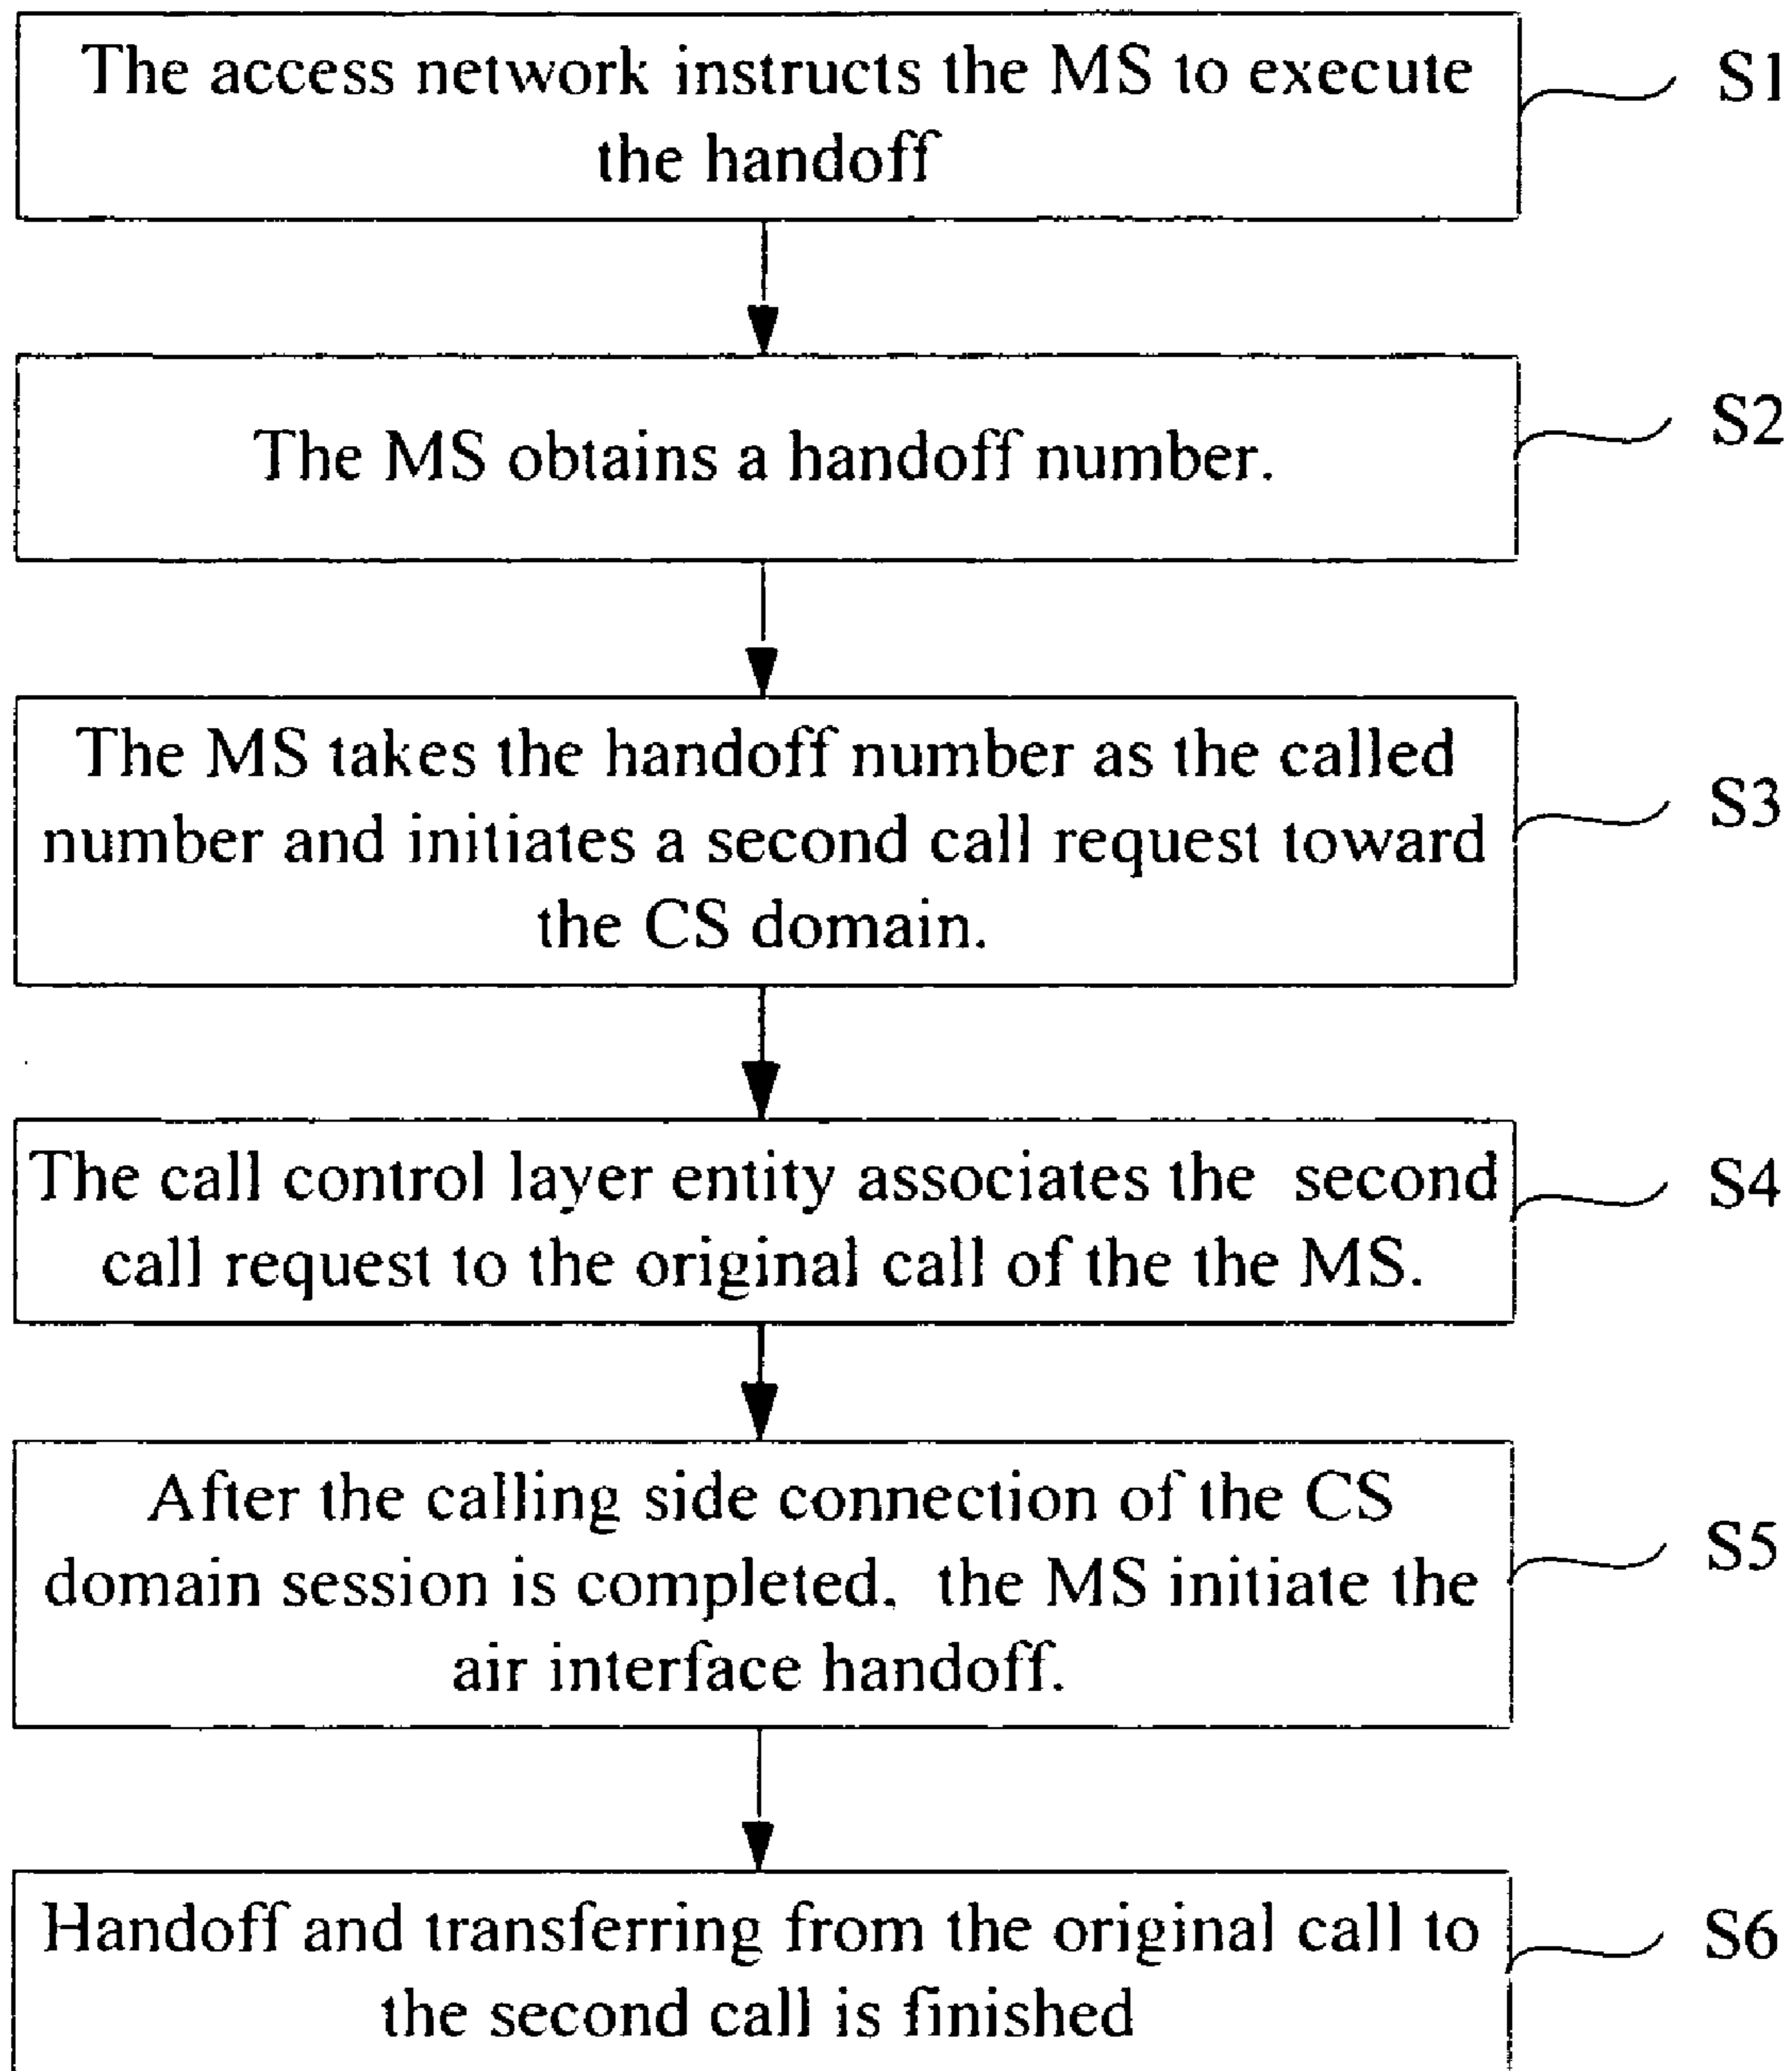 The access network instructs the MS to execute
the handoff
S1
The MS obtains a handoff number.
S2
The MS takes the handoff number as the called
number and initiates a second call request toward
the CS domain.
S3
The call control layer entity associates the second
call request to the original call of the the MS.
S4
After the calling side connection of the CS
domain session is completed, the MS initiate the
air interface handoff.
S5
Handoff and transferring from the original call to
the second call is finished
S6